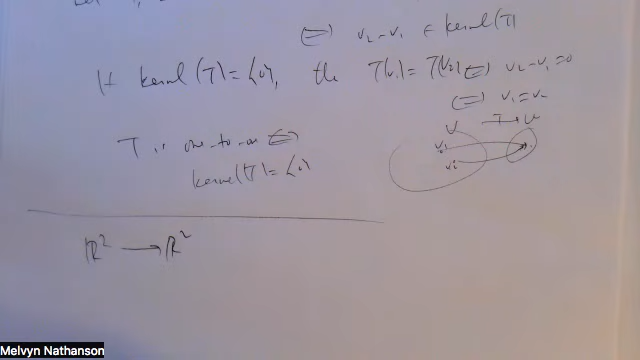 ⟺ v₂-v₁ ∈ kernel(T)
If kernel(T)={0}, the T(v₁)=T(v₂) ⟺ v₂-v₁=0
⟺ v₁=v₂
V T→ U
v₁
T is one-to-one ⟺
v₂
kernel(T)={0}
ℝ² → ℝ²
Melvyn Nathanson